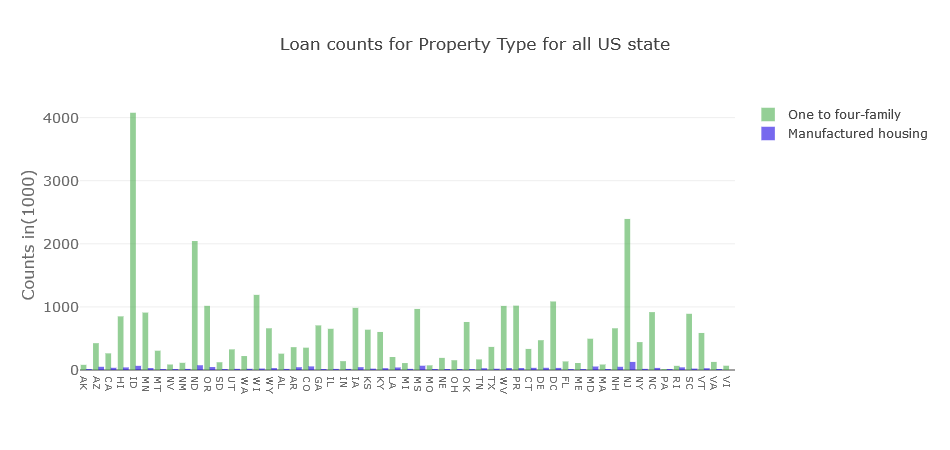 Loan counts for Property Type for all US state
One to four-family
Manufactured housing
Counts in(1000)
4000
3000
2000
1000
0
AK AZ CA HI ID MN MT NV NM ND OR SD UT WA WI WY AL AR CO GA IL IN IA KS KY LA MI MS MO NE OH OK TN TX WV PR CT DE DC FL ME MD MA NH NJ NY NC PA RI SC VT VA VI